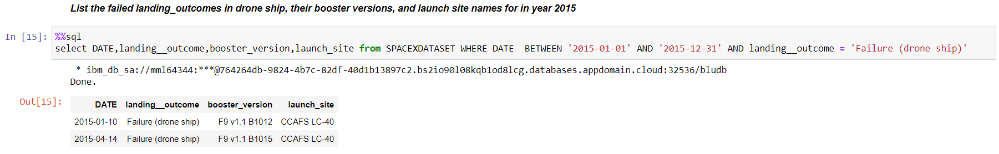 List the failed landing_outcomes in drone ship, their booster versions, and launch site names for in year 2015
In [15]: %%sql
select DATE,landing__outcome,booster_version,launch_site from SPACEXDATASET WHERE DATE  BETWEEN '2015-01-01' AND '2015-12-31' AND landing__outcome = 'Failure (drone ship)'
* ibm_db_sa://mml64344:***@764264db-9824-4b7c-82df-40d1b13897c2.bs2io90l08kqb1od8lcg.databases.appdomain.cloud:32536/bludb
Done.
Out[15]:
DATE landing__outcome booster_version launch_site
2015-01-10 Failure (drone ship) F9 v1.1 B1012 CCAFS LC-40
2015-04-14 Failure (drone ship) F9 v1.1 B1015 CCAFS LC-40